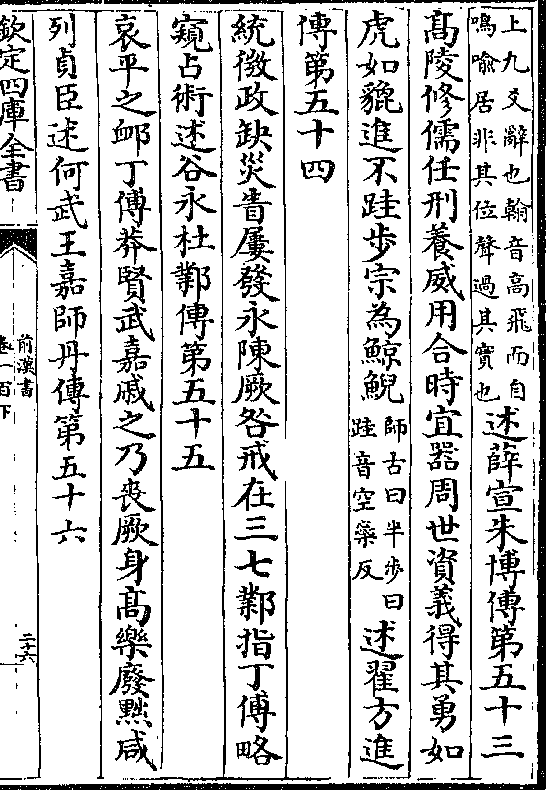 上九爻辭也翰音高飛而自
鳴喻居非其位聲過其實也
述薛宣朱博傳第五十三
髙陵修儒任刑養威用合時宜器周世資義得其勇如
虎如貔進不跬步宗為鯨鯢
師古曰半步曰
跬音空橤反
述翟方進
傳第五十四
統微政缺災眚屢發永陳厥咎戒在三七鄴指丁傅略
窺占術述谷永杜鄴傳第五十五
哀平之䘏丁傅莽賢武嘉戚之乃喪厥身髙樂廢黜咸
列貞臣述何武王嘉師丹傳第五十六
欽定四庫全書
前漢書
卷一百下
二十六